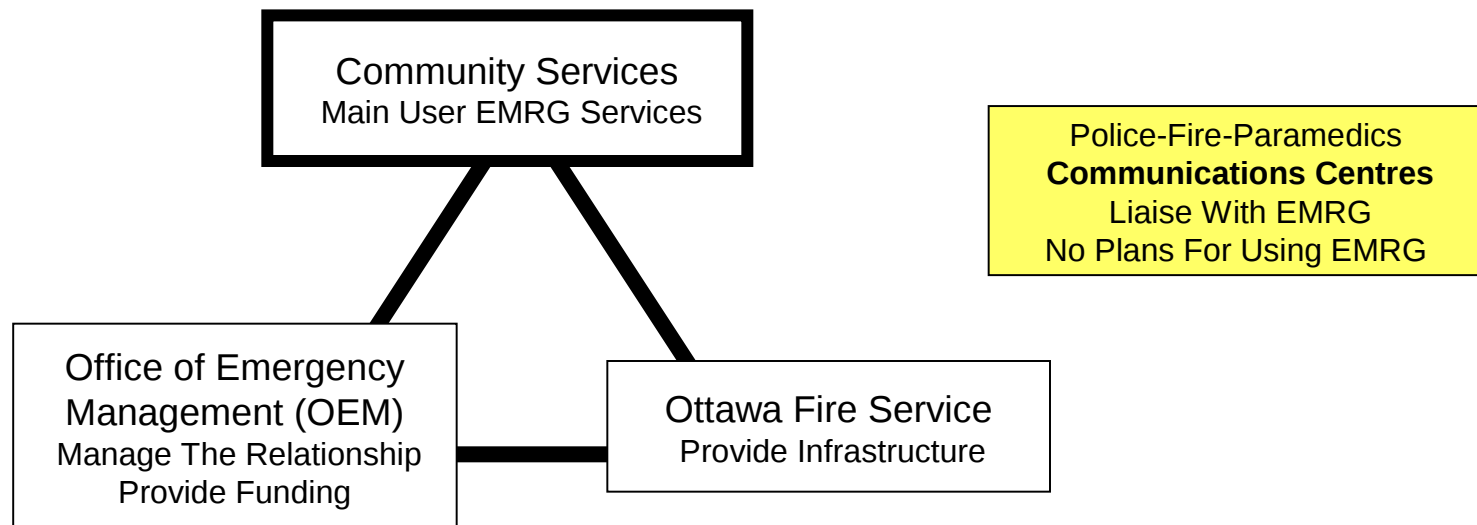 Community Services
Main User EMRG Services
Police-Fire-Paramedics
Communications Centres
Liaise With EMRG
No Plans For Using EMRG
Office of Emergency
Management (OEM)
Manage The Relationship
Provide Funding
Ottawa Fire Service
Provide Infrastructure